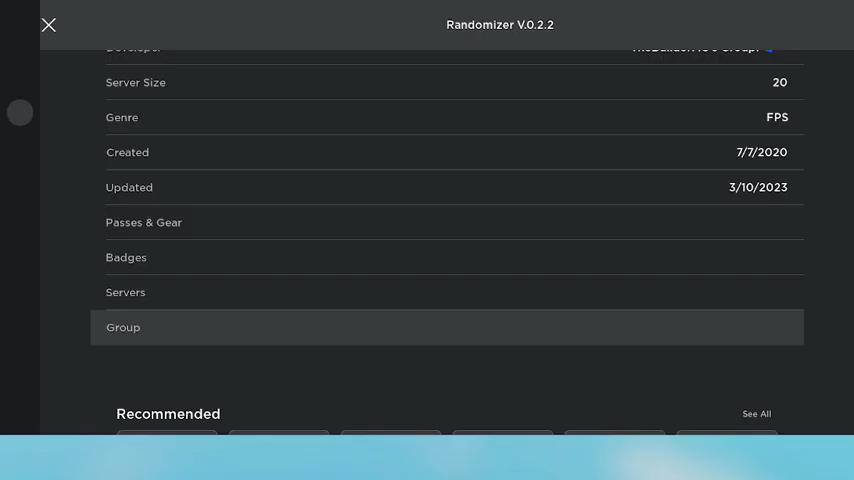 Randomizer V.0.2.2
Server Size 20
Genre FPS
Created 7/7/2020
Updated 3/10/2023
Passes & Gear
Badges
Servers
Group
Recommended See All